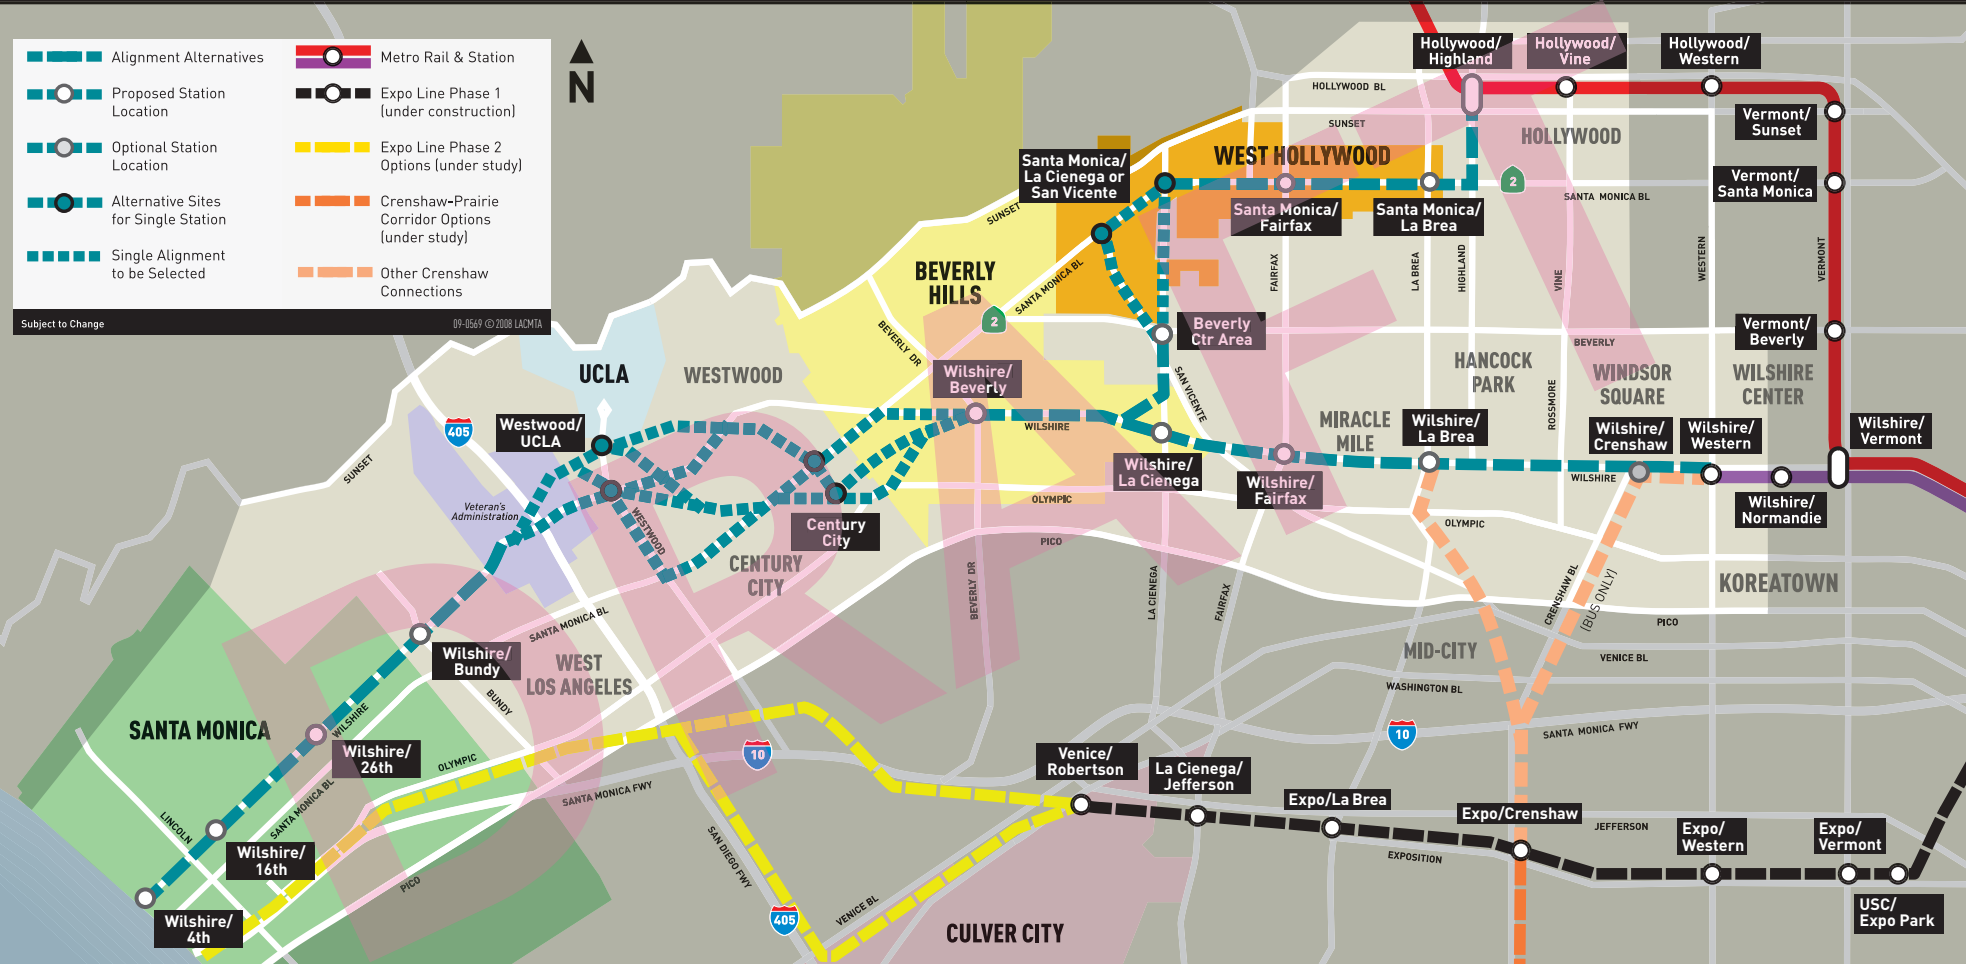 Alignment Alternatives
Proposed Station
Location
Optional Station
Location
Alternative Sites
for Single Station
Single Alignment
to be Selected
Metro Rail & Station
Expo Line Phase 1
(under construction)
Expo Line Phase 2
Options (under study)
Crenshaw-Prairie
Corridor Options
(under study)
Other Crenshaw
Connections
Subject to Change
09-0569 © 2008 LACMTA
N
Hollywood/
Highland
Hollywood/
Vine
Hollywood/
Western
HOLLYWOOD BL
SUNSET
HOLLYWOOD
Vermont/
Sunset
Santa Monica/
La Cienega or
San Vicente
WEST HOLLYWOOD
2
Vermont/
Santa Monica
SANTA MONICA BL
SUNSET
Santa Monica/
Fairfax
Santa Monica/
La Brea
BEVERLY
HILLS
SANTA MONICA BL
FAIRFAX
LA BREA
HIGHLAND
VINE
WESTERN
VERMONT
2
Beverly
Ctr Area
Vermont/
Beverly
BEVERLY DR
BEVERLY
UCLA
WESTWOOD
Wilshire/
Beverly
SAN VICENTE
HANCOCK
PARK
WINDSOR
SQUARE
WILSHIRE
CENTER
ROSSMORE
405
Westwood/
UCLA
WILSHIRE
MIRACLE
MILE
Wilshire/
La Brea
Wilshire/
Crenshaw
Wilshire/
Western
Wilshire/
Vermont
SUNSET
Wilshire/
La Cienega
Wilshire/
Fairfax
WILSHIRE
Wilshire/
Normandie
OLYMPIC
Veteran's
Administration
WESTWOOD
Century
City
OLYMPIC
PICO
CENTURY
CITY
BEVERLY DR
LA CIENEGA
FAIRFAX
CRENSHAW BL
(BUS ONLY)
KOREATOWN
SANTA MONICA BL
PICO
Wilshire/
Bundy
WEST
LOS ANGELES
MID-CITY
VENICE BL
WASHINGTON BL
BUNDY
SANTA MONICA
WILSHIRE
10
SANTA MONICA FWY
10
Wilshire/
26th
OLYMPIC
Venice/
Robertson
La Cienega/
Jefferson
SANTA MONICA BL
SANTA MONICA FWY
Expo/La Brea
Expo/Crenshaw
LINCOLN
JEFFERSON
Expo/
Western
Expo/
Vermont
Wilshire/
16th
SAN DIEGO FWY
EXPOSITION
PICO
Wilshire/
4th
405
VENICE BL
CULVER CITY
USC/
Expo Park